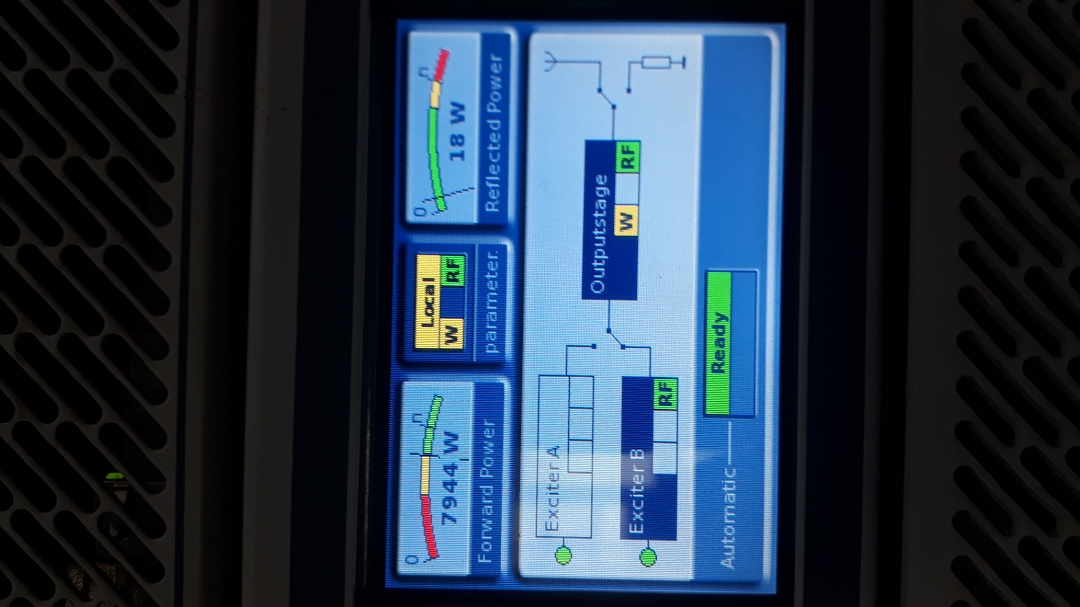 0
n
7944 W
Forward Power
Local
W RF
parameter.
0
n
18 W
Reflected Power
Exciter A
Exciter B
RF
Outputstage
W RF
Automatic
Ready